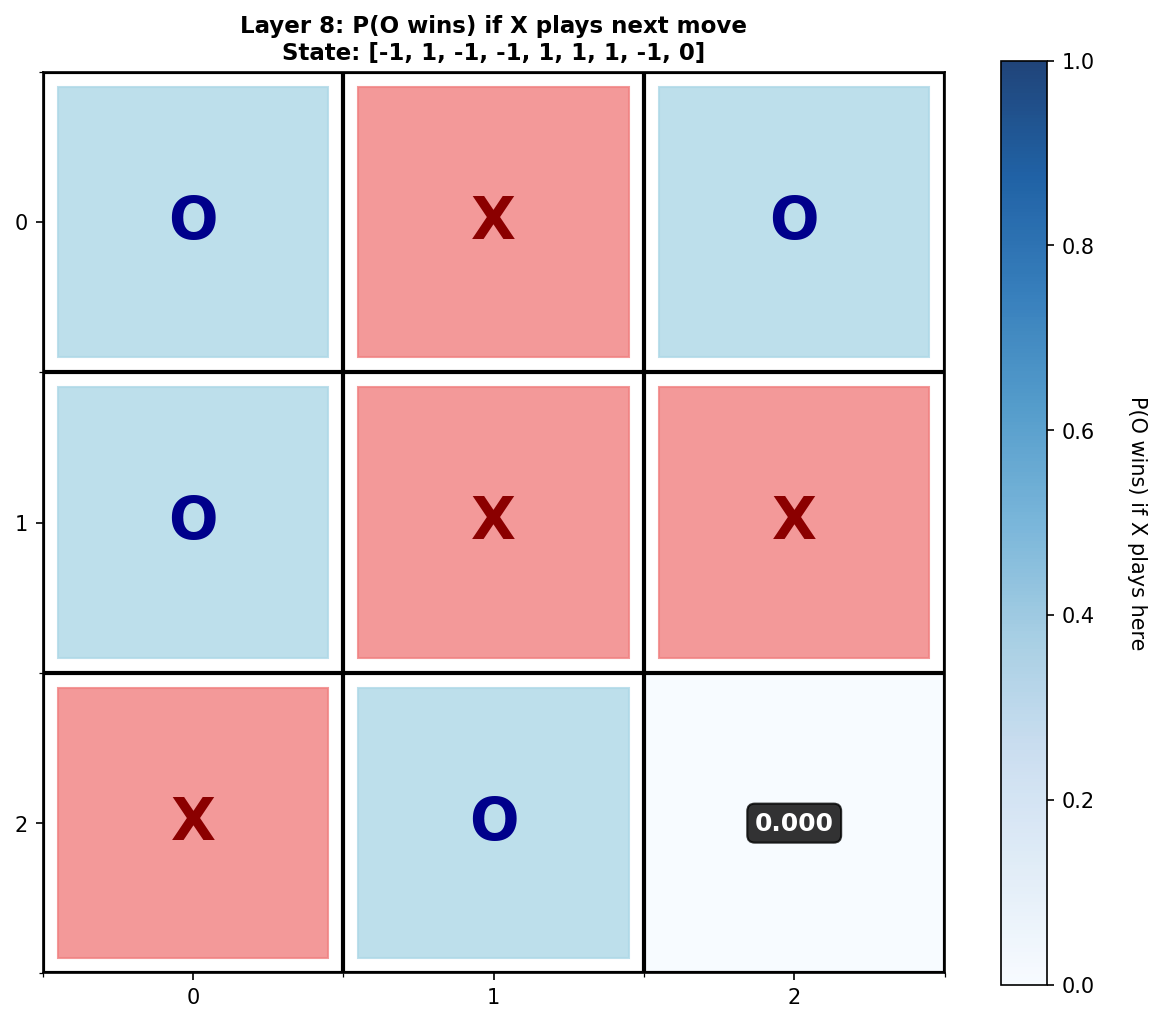 Layer 8: P(O wins) if X plays next move
State: [-1, 1, -1, -1, 1, 1, 1, -1, 0]
O X O
0
O X X
1
X O 0.000
2
0 1 2
1.0
0.8
0.6
0.4
0.2
0.0
P(O wins) if X plays here